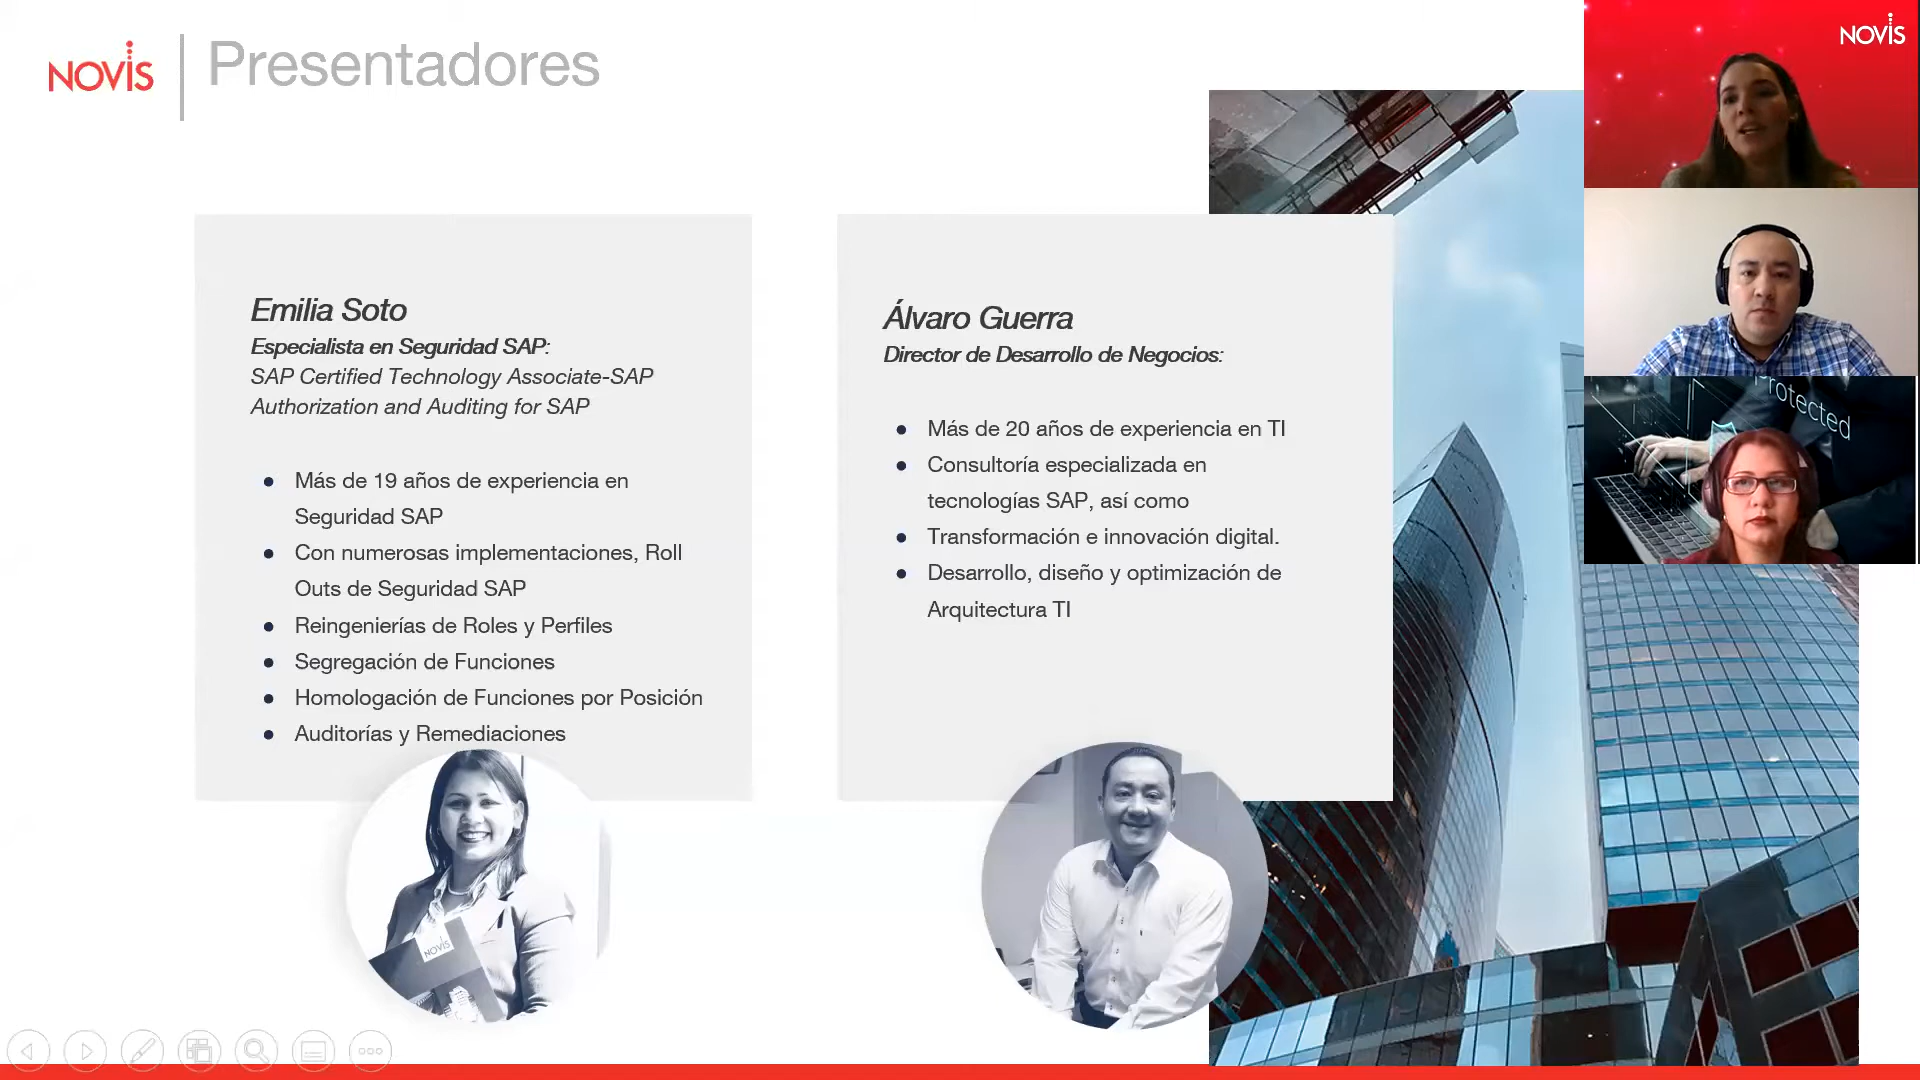 NOVIS
Presentadores
Emilia Soto
Especialista en Seguridad SAP:
SAP Certified Technology Associate-SAP
Authorization and Auditing for SAP
Más de 19 años de experiencia en
Seguridad SAP
Con numerosas implementaciones, Roll
Outs de Seguridad SAP
Reingenierías de Roles y Perfiles
Segregación de Funciones
Homologación de Funciones por Posición
Auditorías y Remediaciones
NOVIS
Álvaro Guerra
Director de Desarrollo de Negocios:
Más de 20 años de experiencia en TI
Consultoría especializada en
tecnologías SAP, así como
Transformación e innovación digital.
Desarrollo, diseño y optimización de
Arquitectura TI
NOVIS
Protected